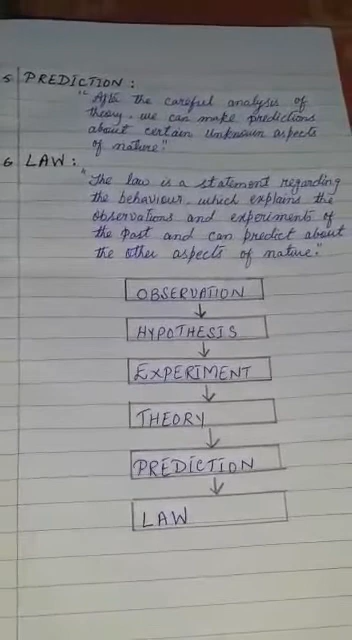 5 PREDICTION :
"After the careful analysis of
theory, we can make predictions
about certain unknown aspects
of nature."
6 LAW :
"The law is a statement regarding
the behaviour, which explains the
observations and experiments of
the past and can predict about
the other aspects of nature."
OBSERVATION
HYPOTHESIS
EXPERIMENT
THEORY
PREDICTION
LAW